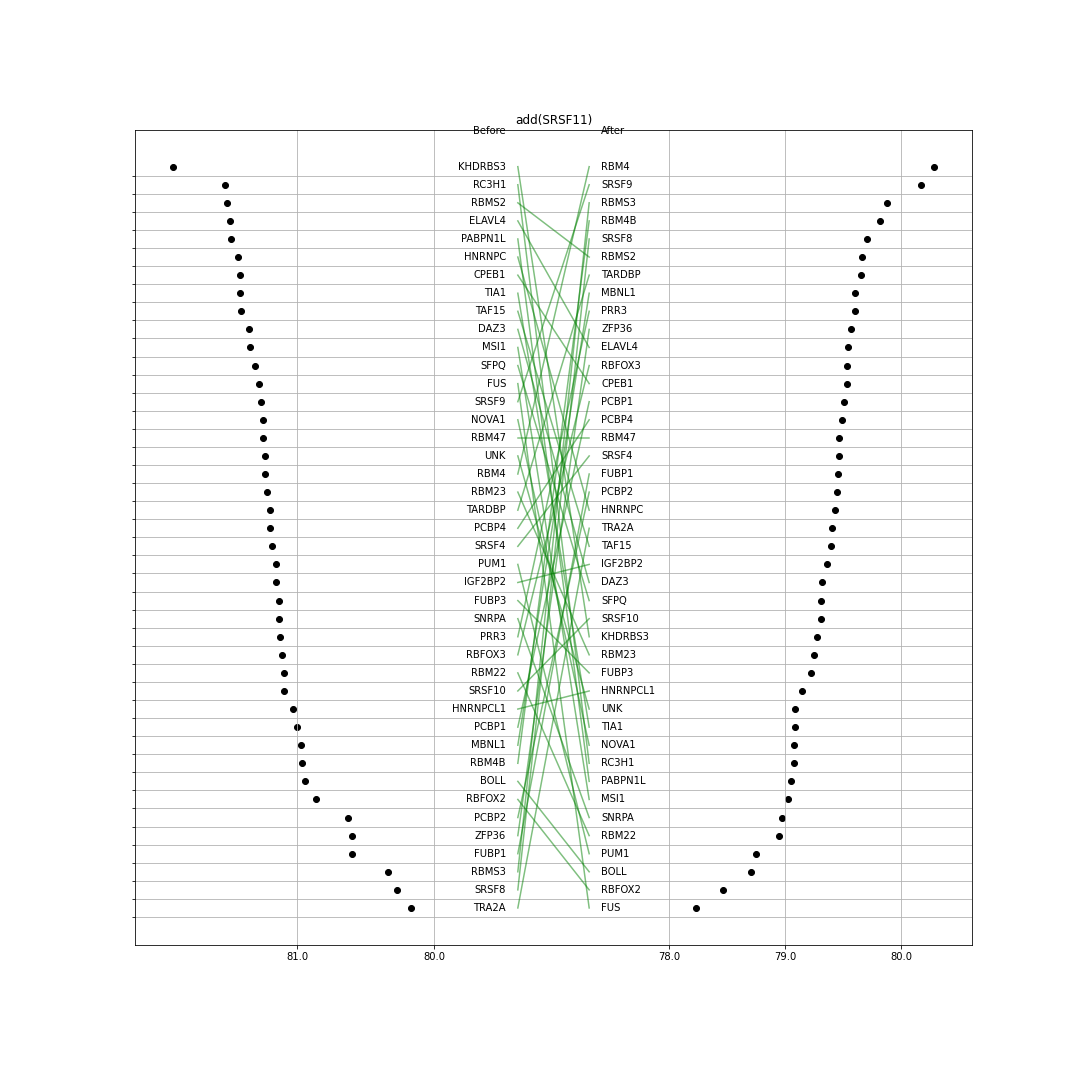 add(SRSF11)
Before After
KHDRBS3 RBM4
RC3H1 SRSF9
RBMS2 RBMS3
ELAVL4 RBM4B
PABPN1L SRSF8
HNRNPC RBMS2
CPEB1 TARDBP
TIA1 MBNL1
TAF15 PRR3
DAZ3 ZFP36
MSI1 ELAVL4
SFPQ RBFOX3
FUS CPEB1
SRSF9 PCBP1
NOVA1 PCBP4
RBM47 RBM47
UNK SRSF4
RBM4 FUBP1
RBM23 PCBP2
TARDBP HNRNPC
PCBP4 TRA2A
SRSF4 TAF15
PUM1 IGF2BP2
IGF2BP2 DAZ3
FUBP3 SFPQ
SNRPA SRSF10
PRR3 KHDRBS3
RBFOX3 RBM23
RBM22 FUBP3
SRSF10 HNRNPCL1
HNRNPCL1 UNK
PCBP1 TIA1
MBNL1 NOVA1
RBM4B RC3H1
BOLL PABPN1L
RBFOX2 MSI1
PCBP2 SNRPA
ZFP36 RBM22
FUBP1 PUM1
RBMS3 BOLL
SRSF8 RBFOX2
TRA2A FUS
81.0 80.0 78.0 79.0 80.0